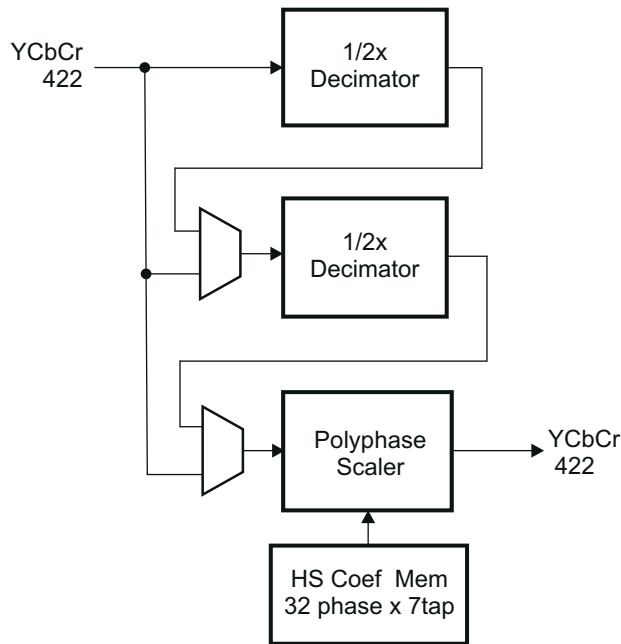 YCbCr
422
1/2x
Decimator
1/2x
Decimator
Polyphase
Scaler
YCbCr
422
HS Coef Mem
32 phase x 7tap